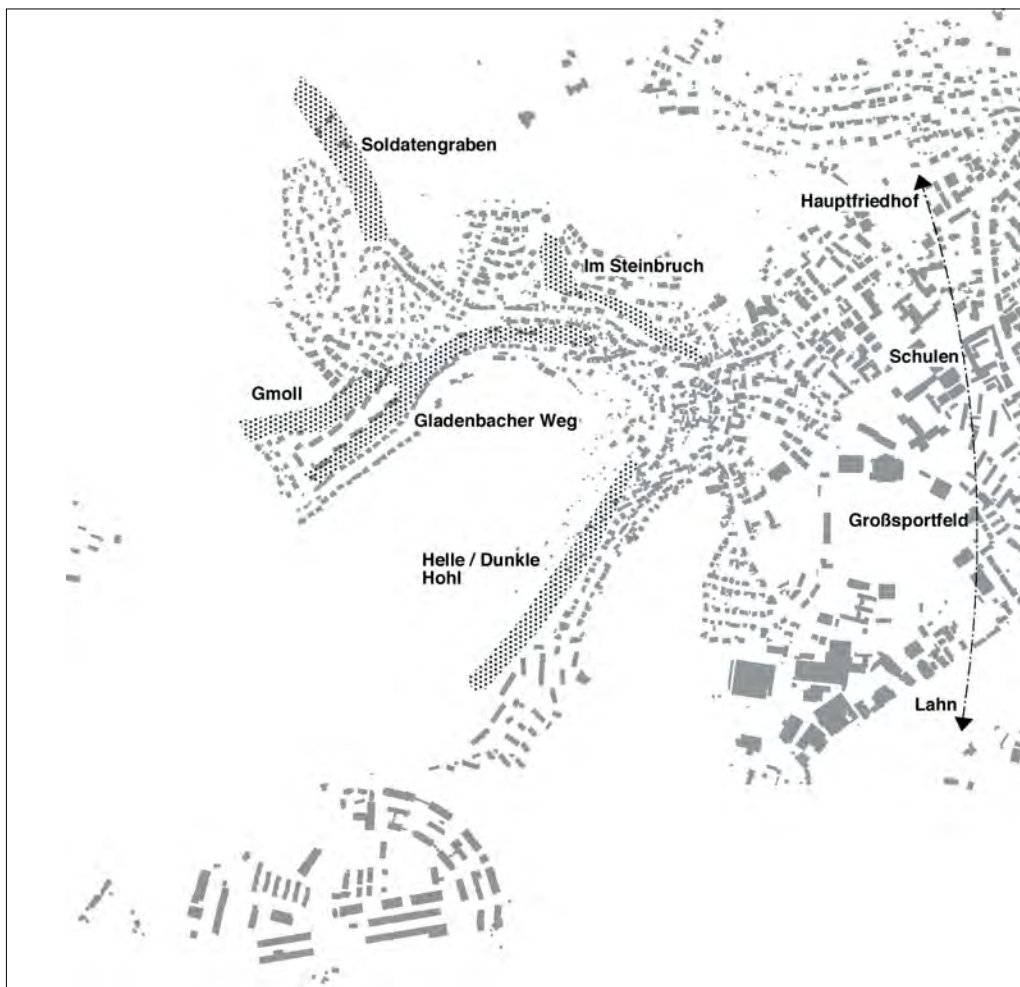 Soldatengraben
Hauptfriedhof
Im Steinbruch
Schulen
Gmoll
Gladenbacher Weg
Großsportfeld
Helle / Dunkle
Hohl
Lahn